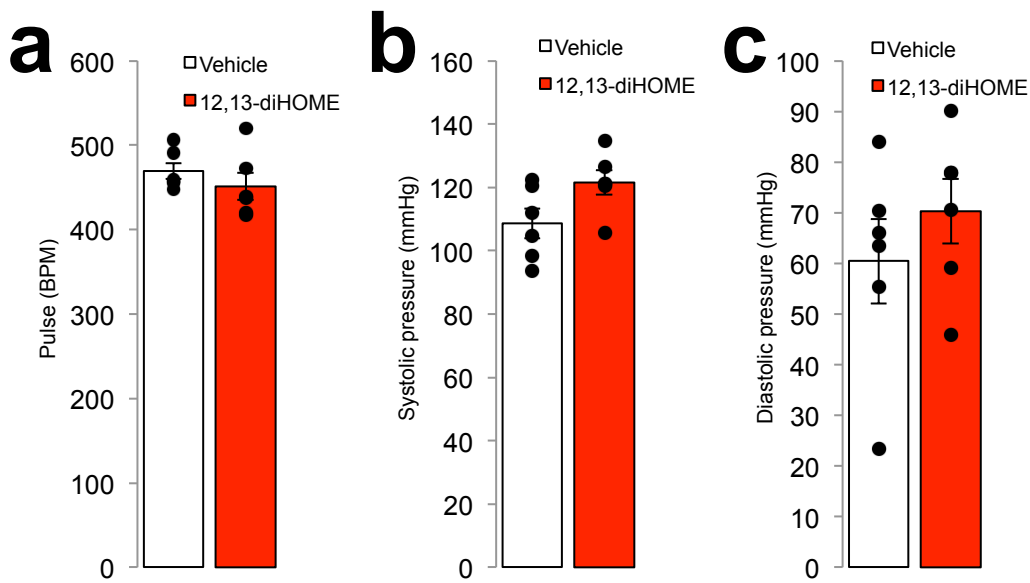 a
Vehicle
12,13-diHOME
600
500
400
300
200
100
0
Pulse (BPM)
b
Vehicle
12,13-diHOME
160
140
120
100
80
60
40
20
0
Systolic pressure (mmHg)
c
Vehicle
12,13-diHOME
100
90
80
70
60
50
40
30
20
10
0
Diastolic pressure (mmHg)